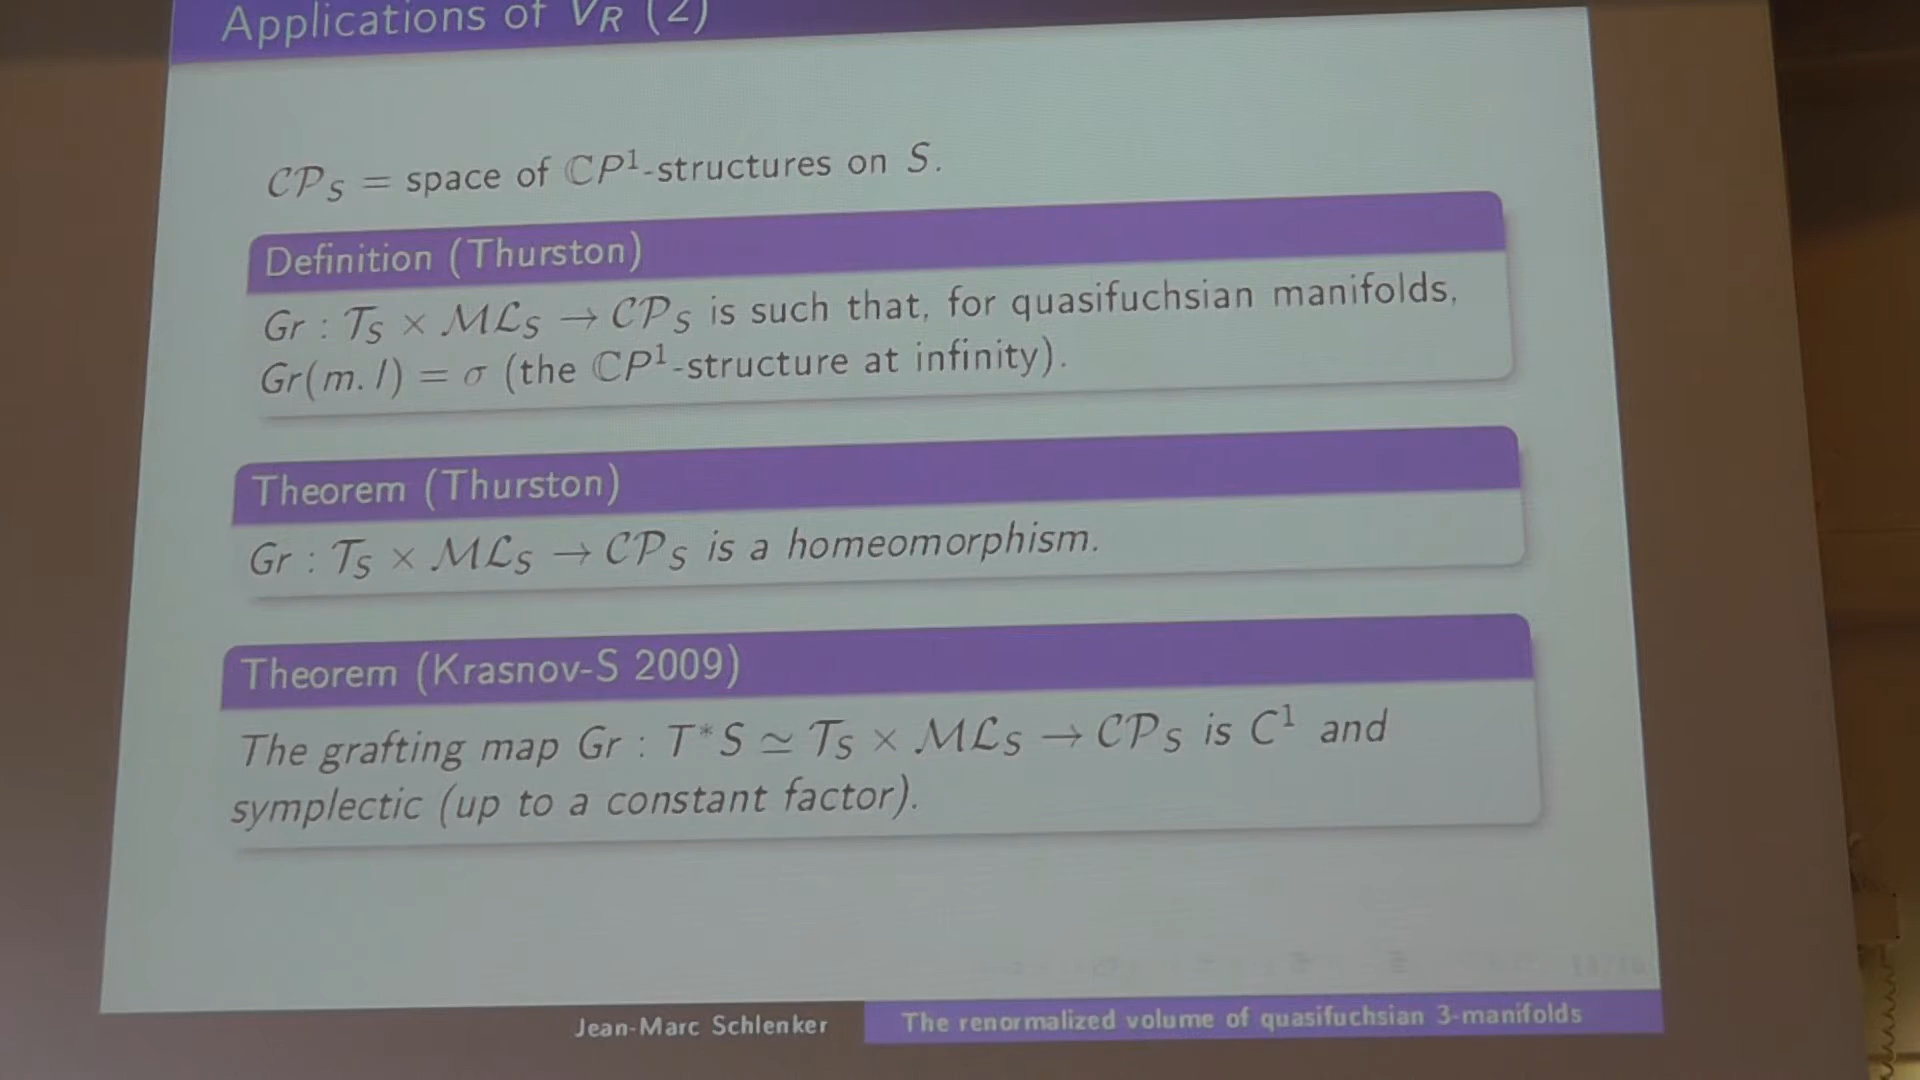 Applications of V_R (2)
𝒞𝒫_S = space of ℂP¹-structures on S.
Definition (Thurston)
Gr : 𝒯_S × ℳℒ_S → 𝒞𝒫_S is such that, for quasifuchsian manifolds,
Gr(m, l) = σ (the ℂP¹-structure at infinity).
Theorem (Thurston)
Gr : 𝒯_S × ℳℒ_S → 𝒞𝒫_S is a homeomorphism.
Theorem (Krasnov-S 2009)
The grafting map Gr : T*S ≃ 𝒯_S × ℳℒ_S → 𝒞𝒫_S is C¹ and
symplectic (up to a constant factor).
Jean-Marc Schlenker
The renormalized volume of quasifuchsian 3-manifolds